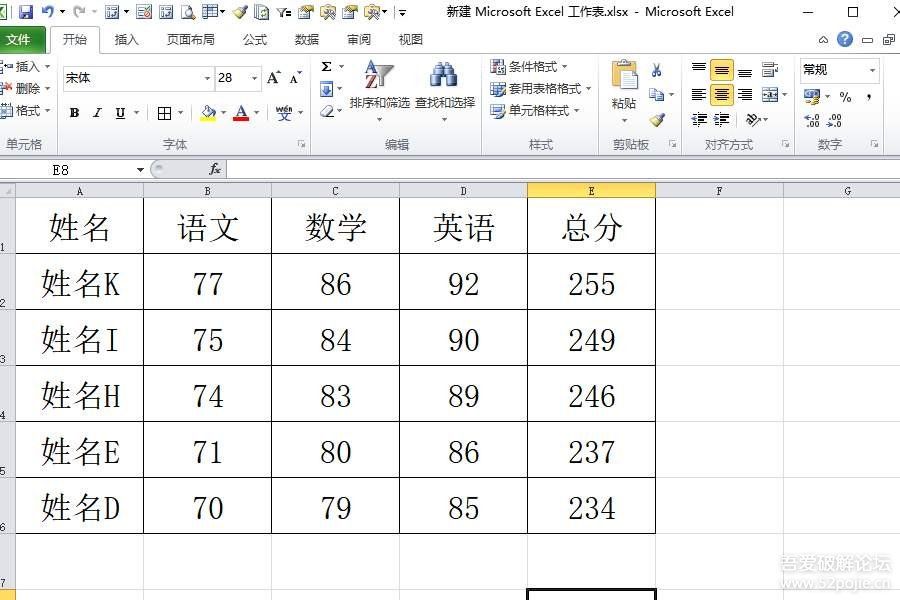 新建 Microsoft Excel 工作表.xlsx - Microsoft Excel
文件 开始 插入 页面布局 公式 数据 审阅 视图
插入 宋体 28 A A Σ 条件格式 常规
删除 排序和筛选 查找和选择 套用表格格式 粘贴 % ,
格式 B I U A wén 文 单元格样式 .00 .0
单元格 字体 编辑 样式 剪贴板 对齐方式 数字
E8 fx
A B C D E F G
1 姓名 语文 数学 英语 总分
2 姓名K 77 86 92 255
3 姓名I 75 84 90 249
4 姓名H 74 83 89 246
5 姓名E 71 80 86 237
6 姓名D 70 79 85 234
7
吾爱破解论坛
www.52pojie.cn